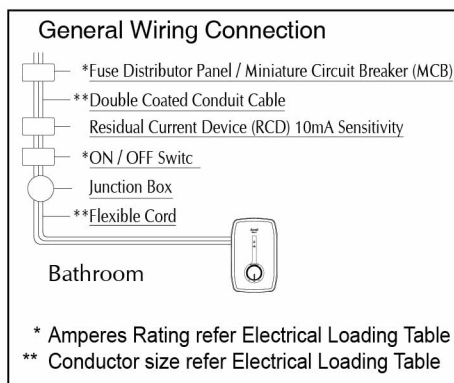 General Wiring Connection
*Fuse Distributor Panel / Miniature Circuit Breaker (MCB)
**Double Coated Conduit Cable
Residual Current Device (RCD) 10mA Sensitivity
*ON / OFF Switc
Junction Box
**Flexible Cord
Bathroom
* Amperes Rating refer Electrical Loading Table
** Conductor size refer Electrical Loading Table